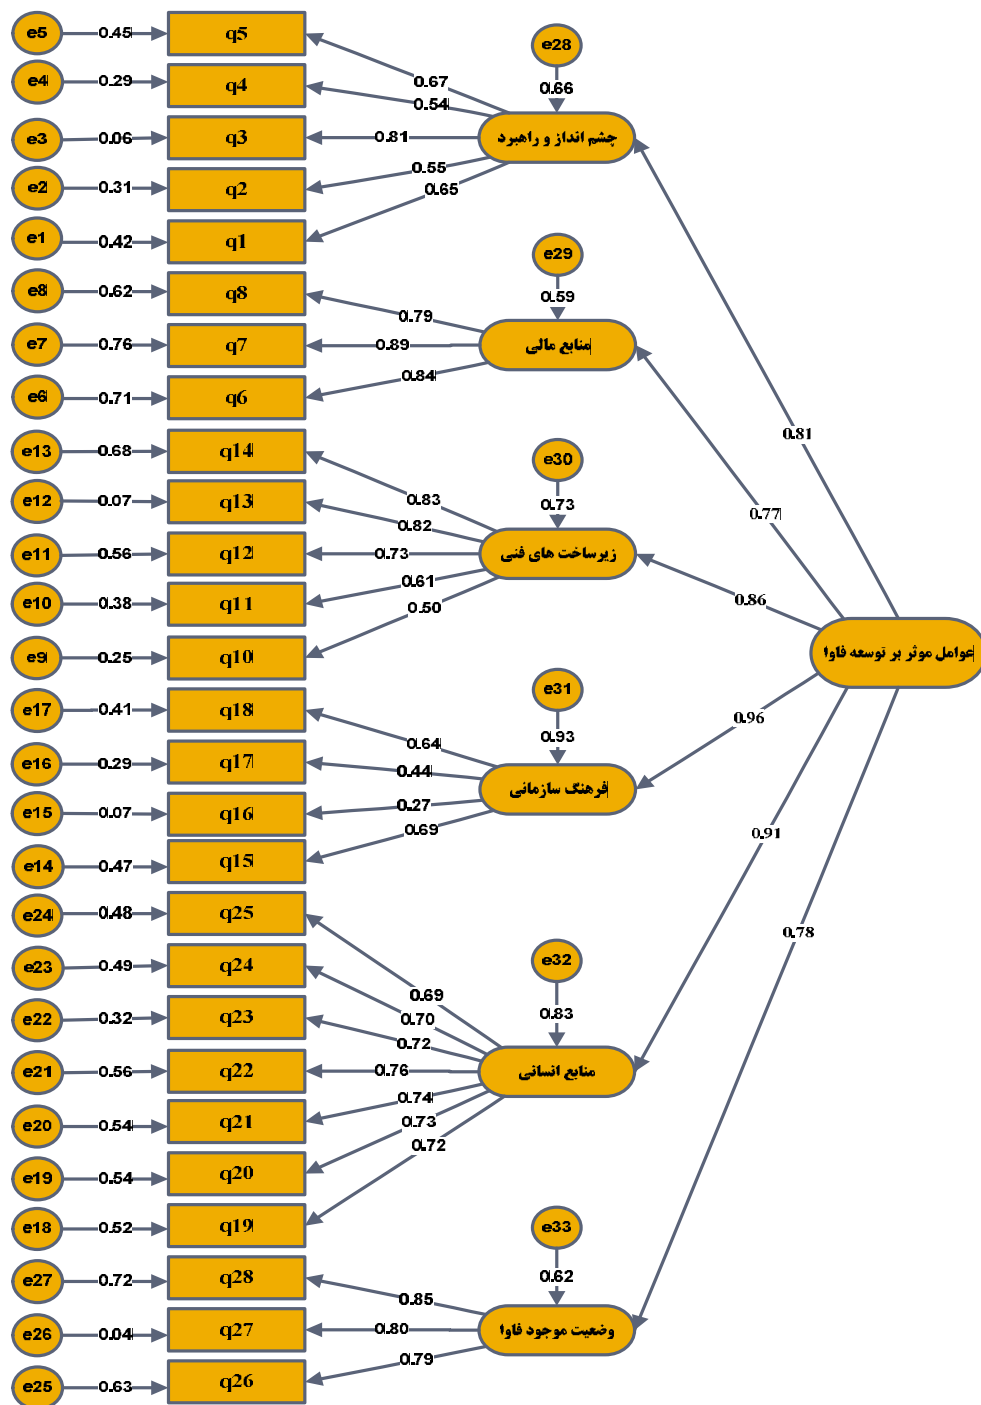 e5 0.45 q5
e4 0.29 q4
e3 0.06 q3
e2 0.31 q2
e1 0.42 q1
0.67
0.54
0.81
0.55
0.65
e28
0.66
چشم انداز و راهبرد
e8 0.62 q8
e7 0.76 q7
e6 0.71 q6
0.79
0.89
0.84
e29
0.59
منابع مالی
e13 0.68 q14
e12 0.07 q13
e11 0.56 q12
e10 0.38 q11
e9 0.25 q10
0.83
0.82
0.73
0.61
0.50
e30
0.73
زیرساخت های فنی
e17 0.41 q18
e16 0.29 q17
e15 0.07 q16
e14 0.47 q15
0.64
0.44
0.27
0.69
e31
0.93
فرهنگ سازمانی
e24 0.48 q25
e23 0.49 q24
e22 0.32 q23
e21 0.56 q22
e20 0.54 q21
e19 0.54 q20
e18 0.52 q19
0.69
0.70
0.72
0.76
0.74
0.73
0.72
e32
0.83
منابع انسانی
e27 0.72 q28
e26 0.04 q27
e25 0.63 q26
0.85
0.80
0.79
e33
0.62
وضعیت موجود فاوا
0.81
0.77
0.86
0.96
0.91
0.78
عوامل موثر بر توسعه فاوا